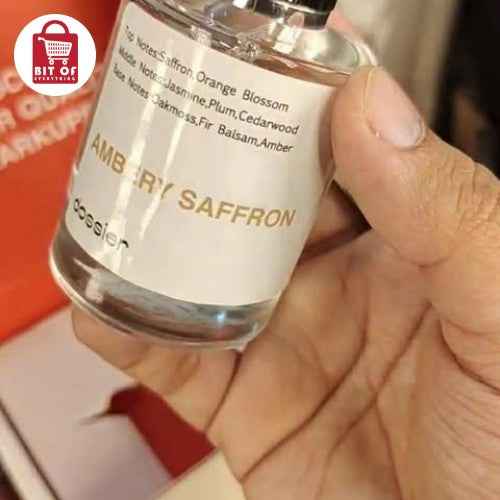 BIT OF
EVERYTHING
Top Notes:Saffron,Orange Blossom
Middle Notes:Jasmine,Plum,Cedarwood
Base Notes:Oakmoss,Fir Balsam,Amber
AMBERY SAFFRON
dossier